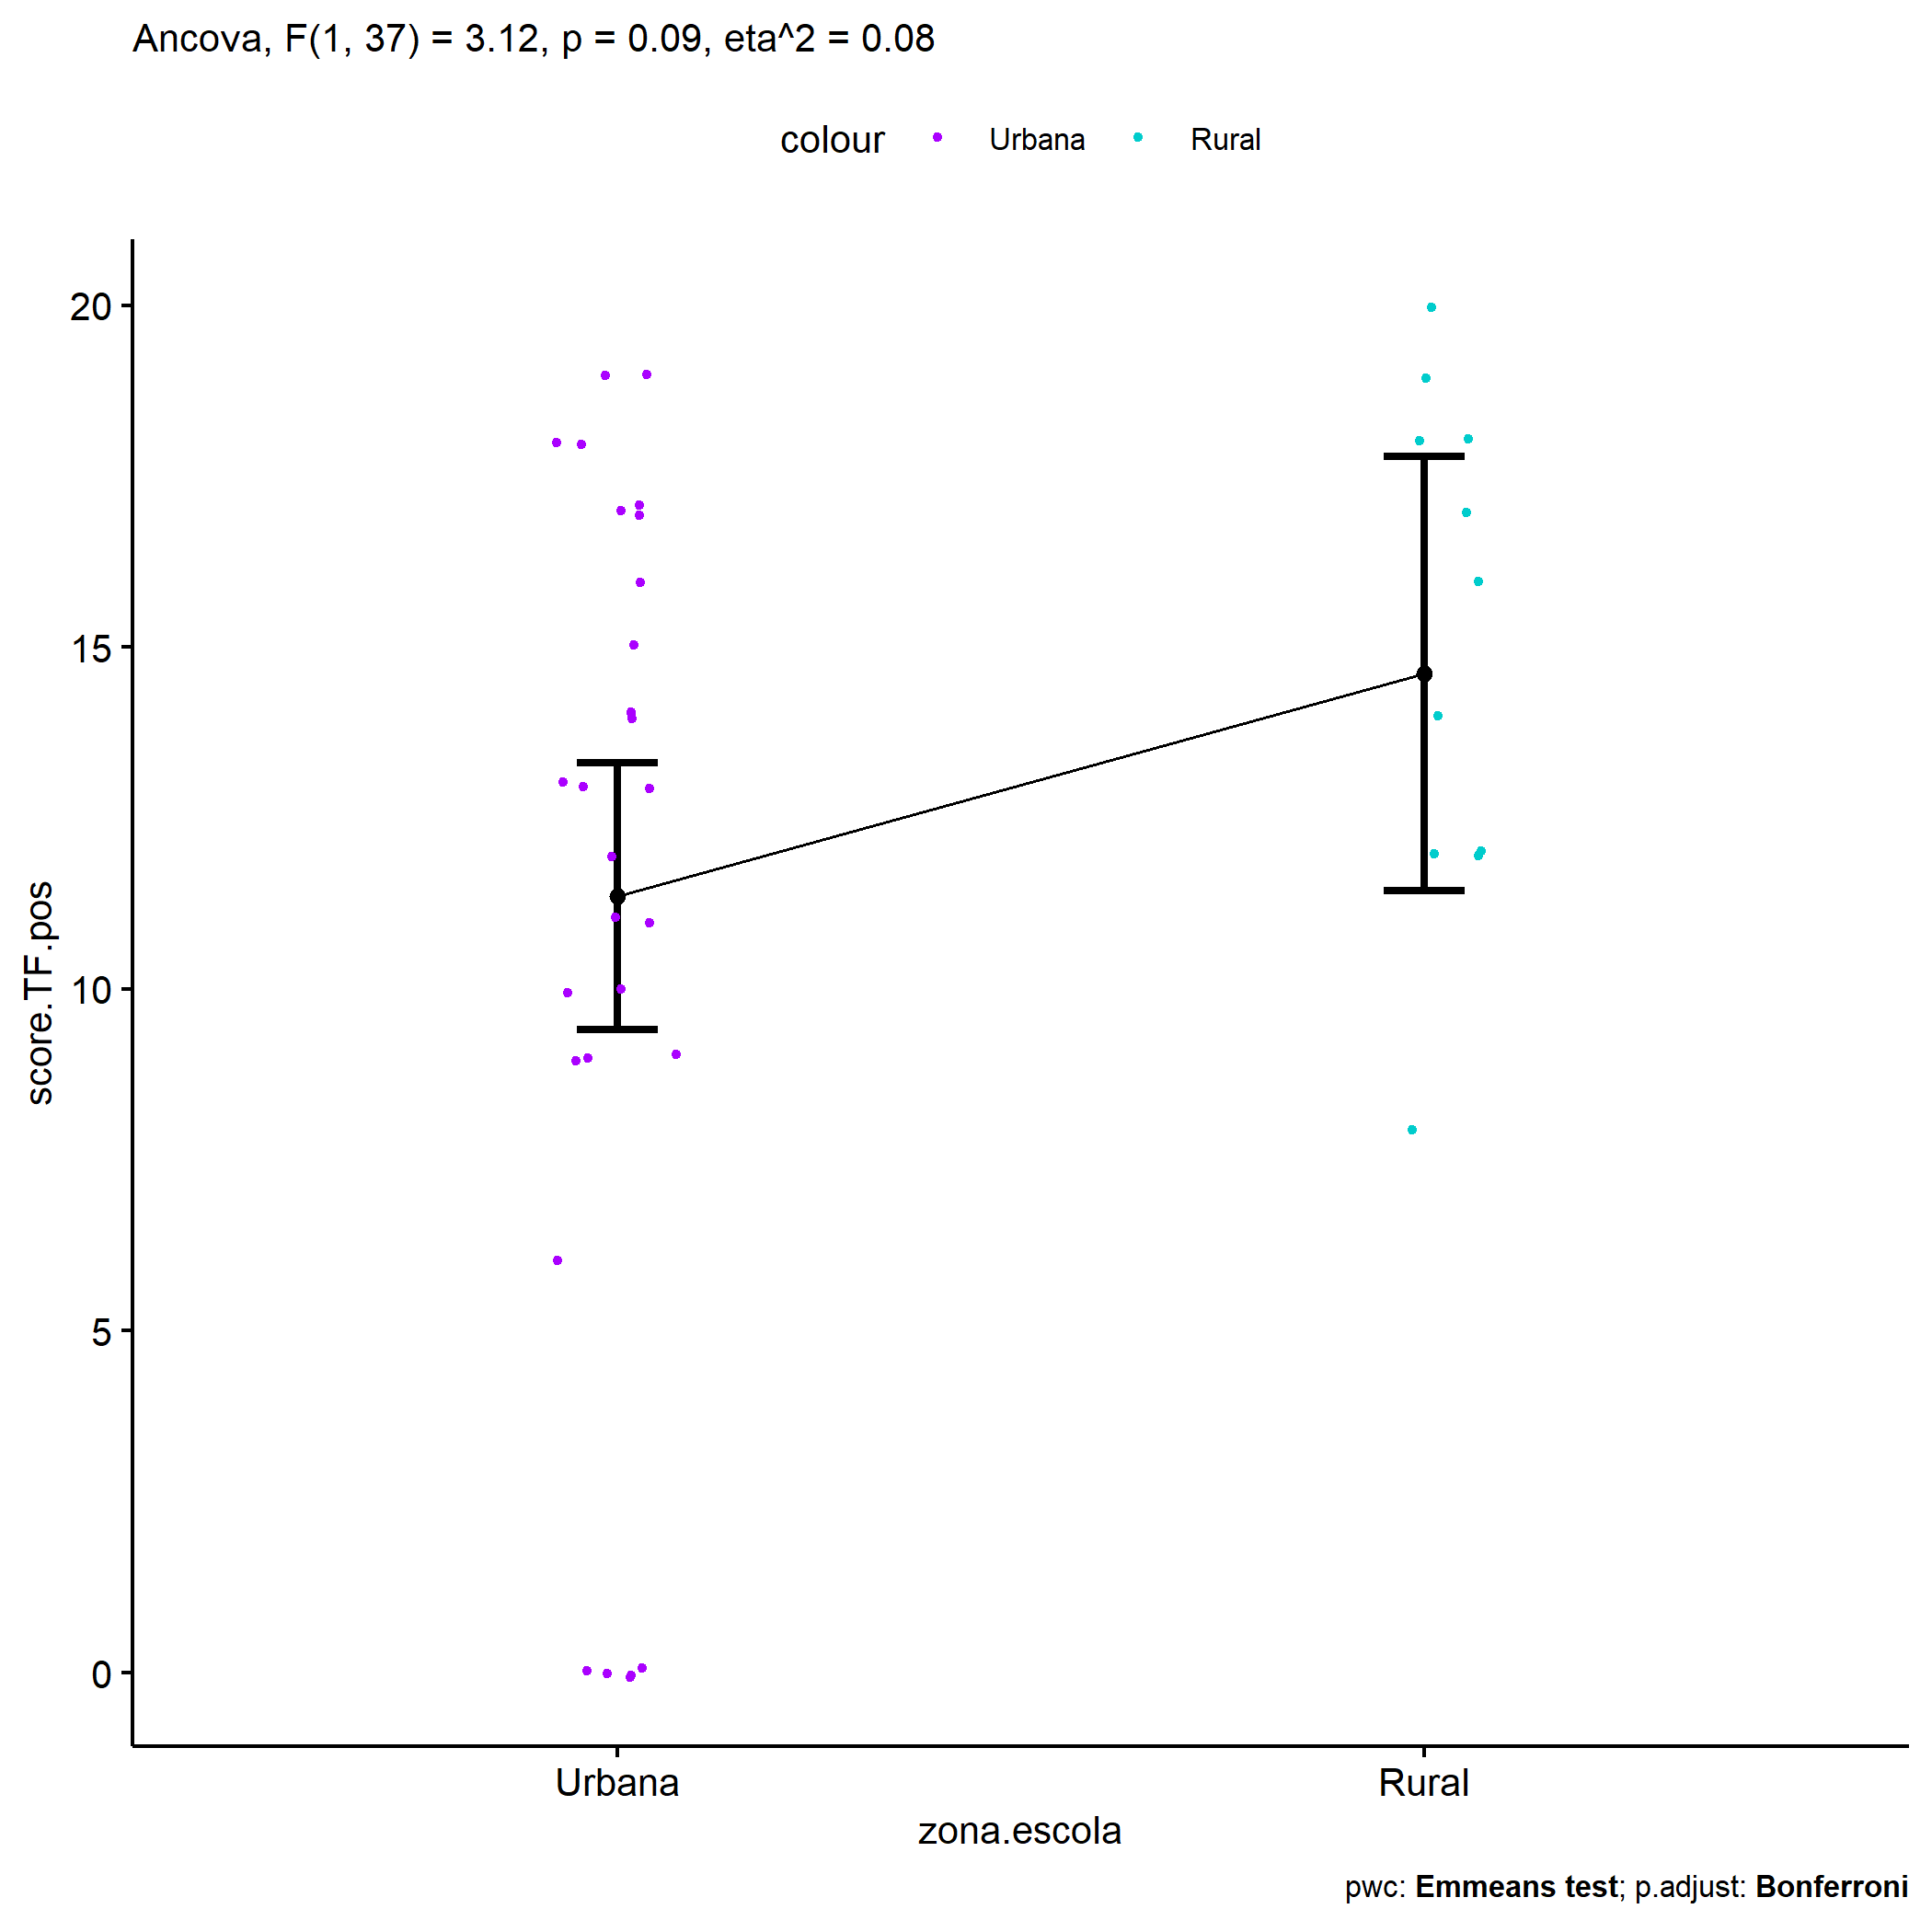 Ancova, F(1, 37) = 3.12, p = 0.09, eta^2 = 0.08
colour Urbana Rural
20
15
10
5
0
score.TF.pos
Urbana Rural
zona.escola
pwc: Emmeans test; p.adjust: Bonferroni